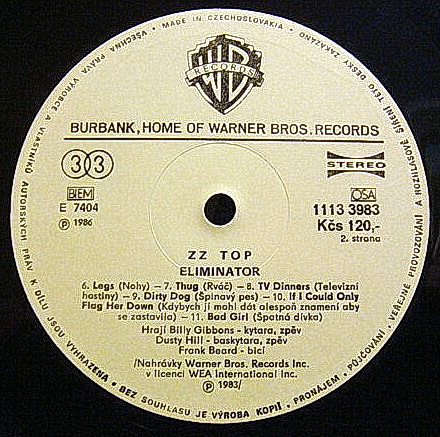 VŠECHNA PRÁVA VÝROBCE A VLASTNÍKŮ AUTORSKÝCH PRÁV K DÍLU JSOU VYHRAZENA • BEZ SOUHLASU JE VÝROBA KOPIÍ, PRONÁJEM, PŮJČOVÁNÍ, VEŘEJNÉ PROVOZOVÁNÍ A ROZHLASOVÉ ŠÍŘENÍ TÉTO DESKY ZAKÁZÁNO • MADE IN CZECHOSLOVAKIA •
WB
RECORDS
BURBANK, HOME OF WARNER BROS. RECORDS
33
STEREO
BIEM
OSA
E 7404
1113 3983
℗ 1986
Kčs 120,-
2. strana
ZZ TOP
ELIMINATOR
6. Legs (Nohy) — 7. Thug (Rváč) — 8. TV Dinners (Televizní
hostiny) — 9. Dirty Dog (Špinavý pes) — 10. If I Could Only
Flag Her Down (Kdybych jí mohl dát alespoň znamení aby
se zastavila) — 11. Bad Girl (Špatná dívka)
Hrají Billy Gibbons - kytara, zpěv
Dusty Hill - baskytara, zpěv
Frank Beard - bicí
/Nahrávky Warner Bros. Records Inc.
v licenci WEA International Inc.
℗ 1983/